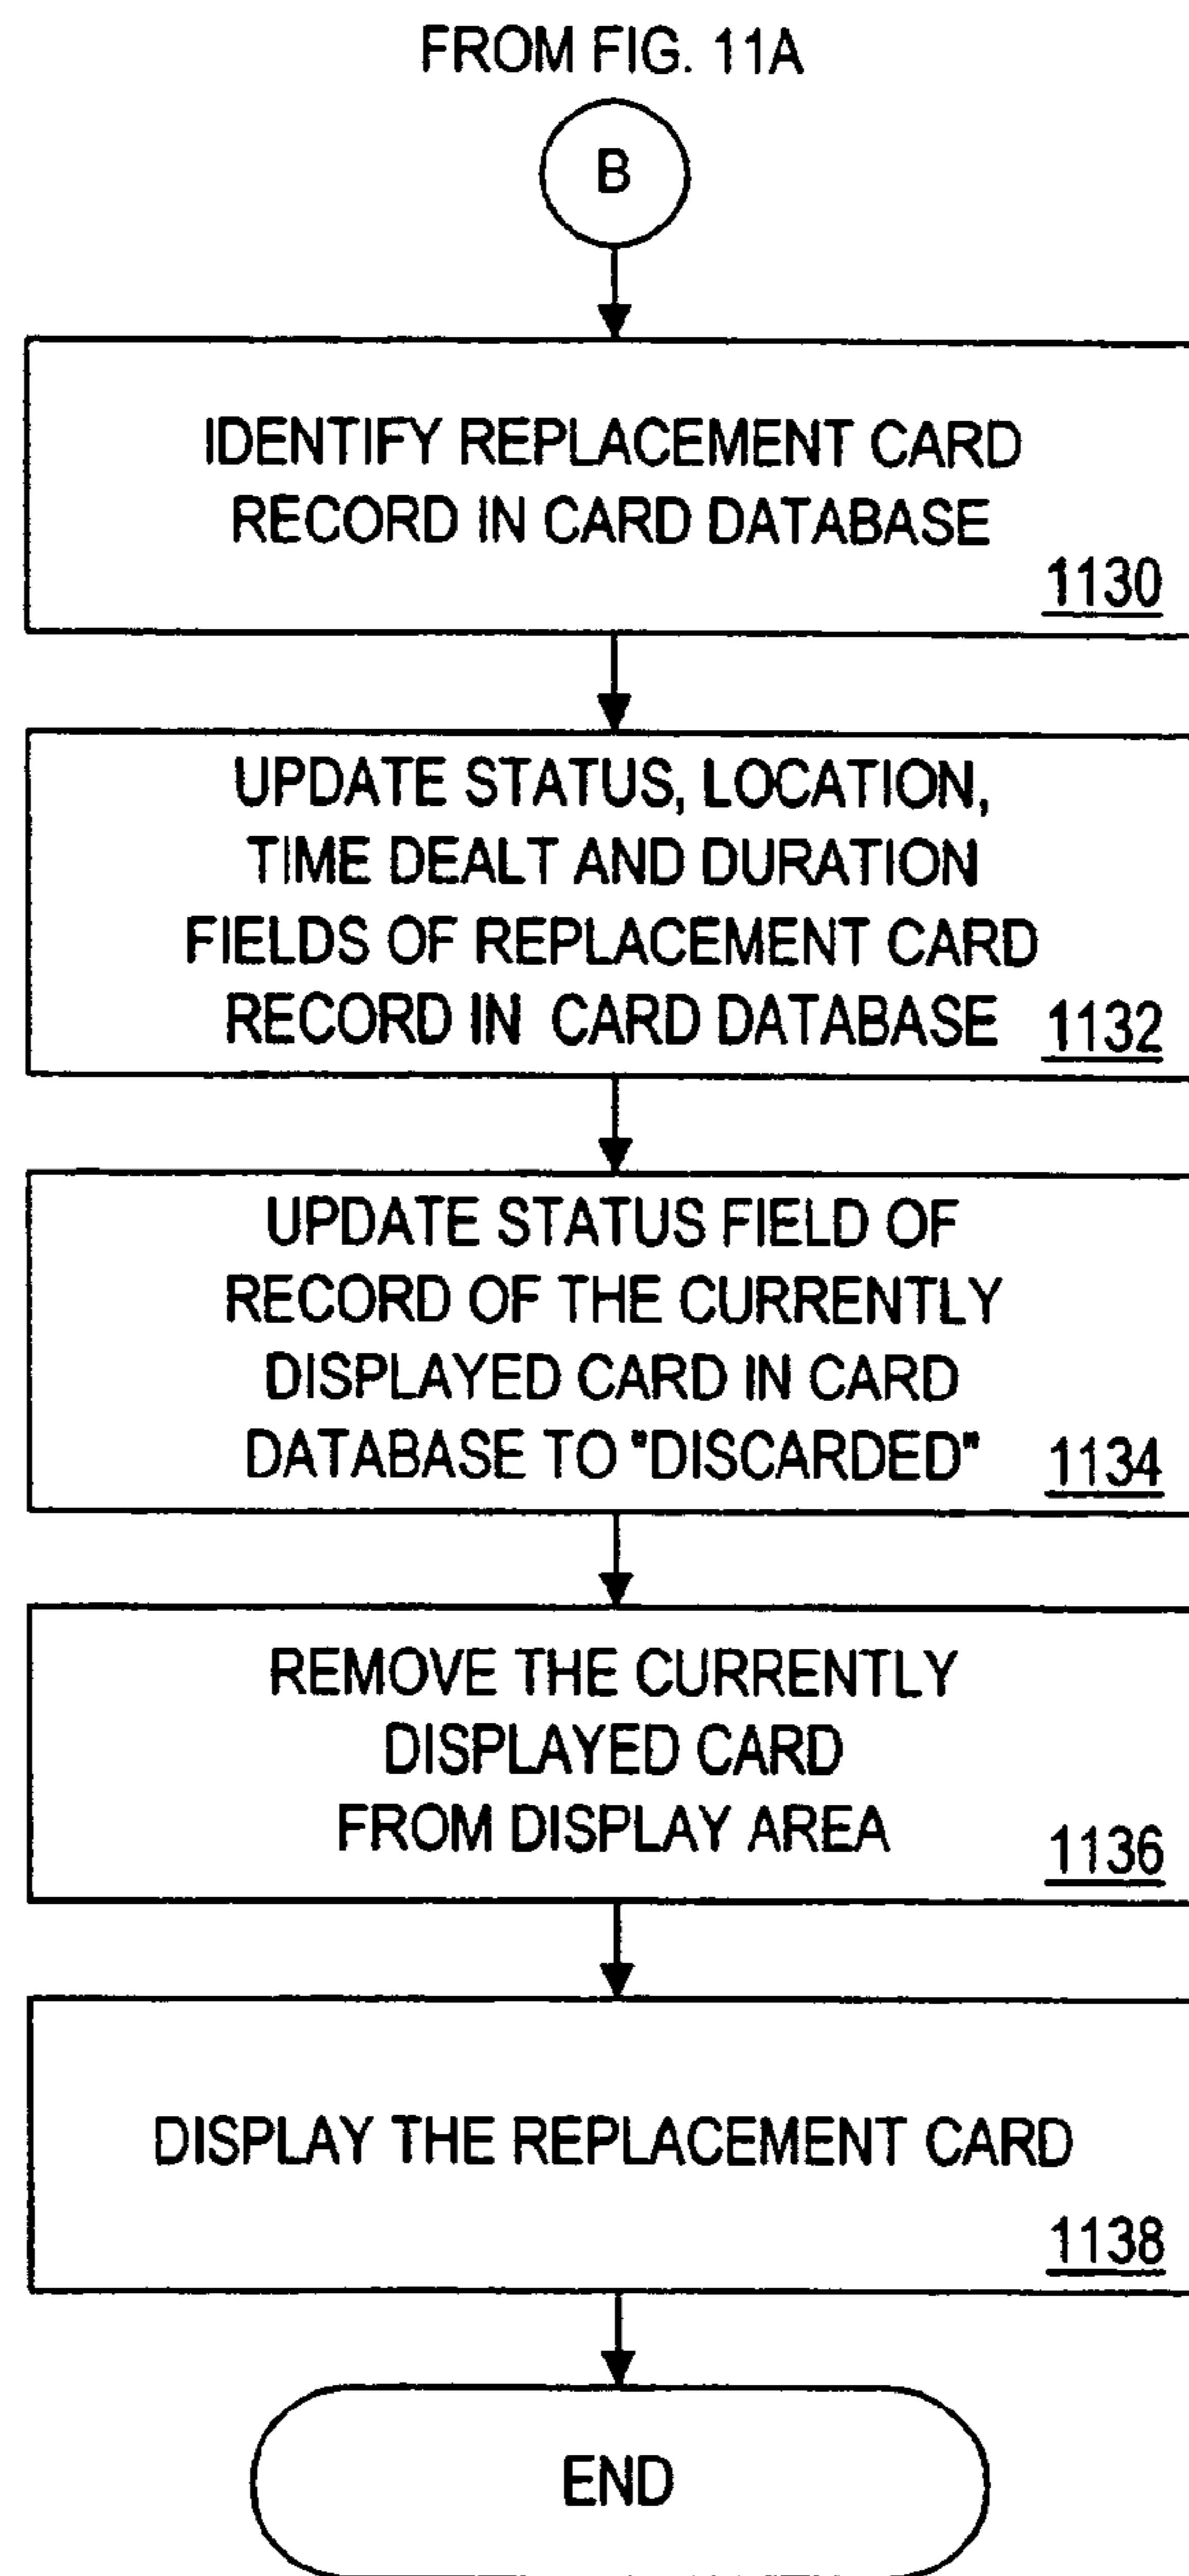 FROM FIG. 11A
B
IDENTIFY REPLACEMENT CARD
RECORD IN CARD DATABASE
1130
UPDATE STATUS, LOCATION,
TIME DEALT AND DURATION
FIELDS OF REPLACEMENT CARD
RECORD IN CARD DATABASE 1132
UPDATE STATUS FIELD OF
RECORD OF THE CURRENTLY
DISPLAYED CARD IN CARD
DATABASE TO "DISCARDED" 1134
REMOVE THE CURRENTLY
DISPLAYED CARD
FROM DISPLAY AREA 1136
DISPLAY THE REPLACEMENT CARD
1138
END